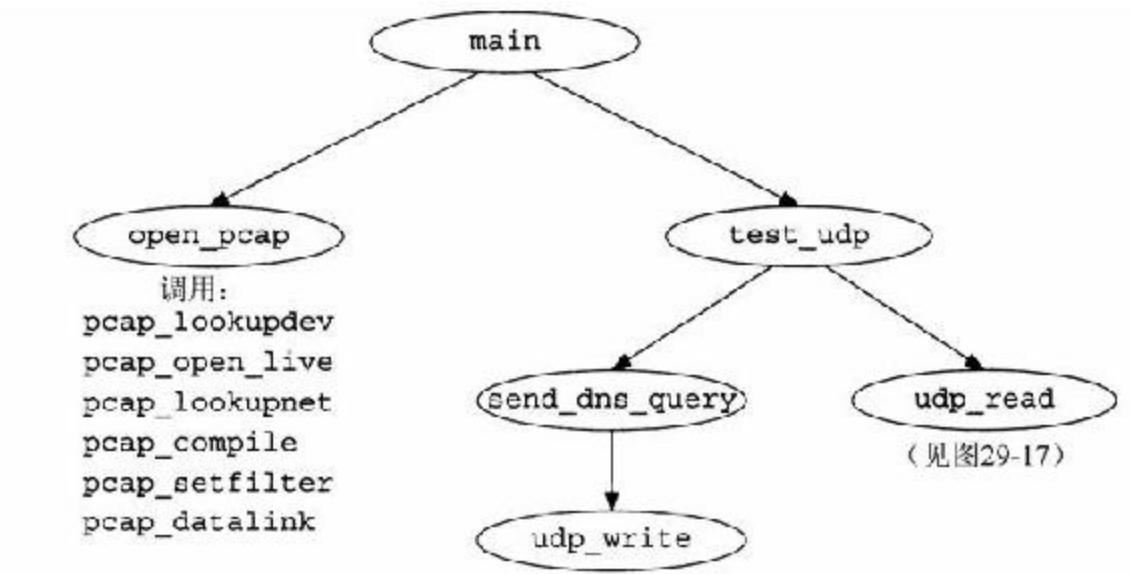 main
open_pcap
test_udp
调用:
pcap_lookupdev
pcap_open_live
pcap_lookupnet
pcap_compile
pcap_setfilter
pcap_datalink
send_dns_query
udp_read
（见图29-17）
udp_write